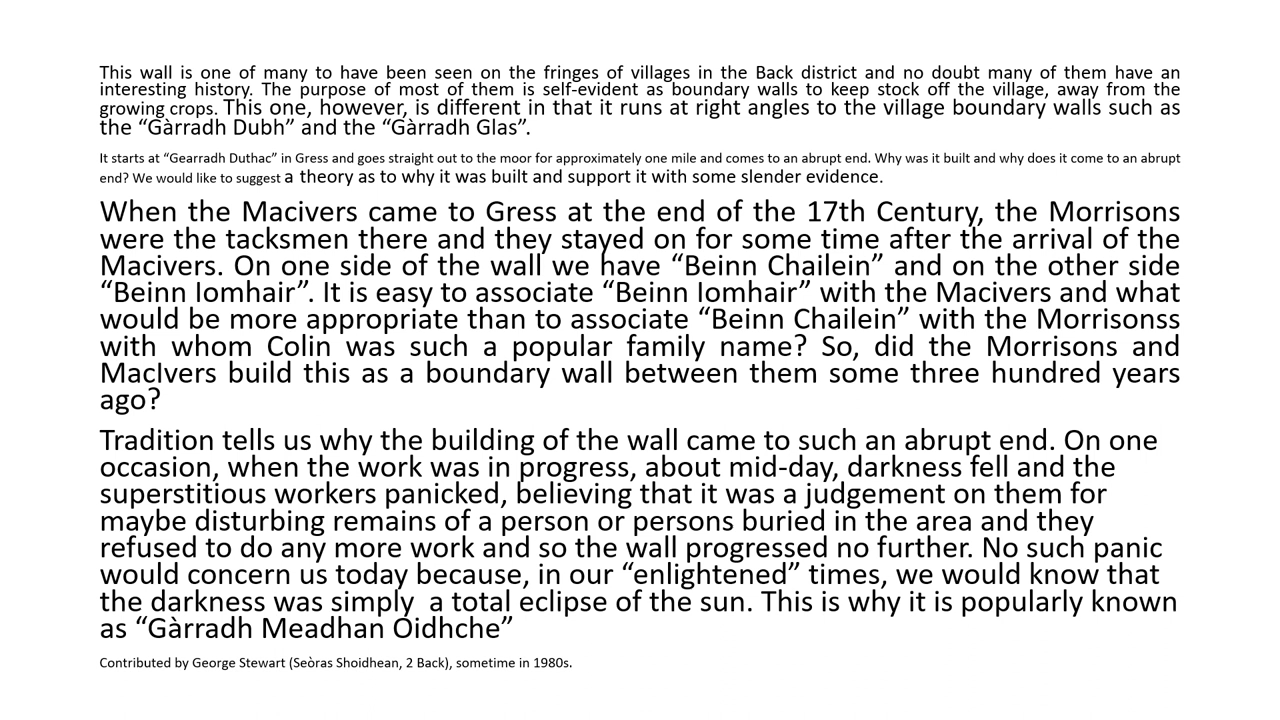 This wall is one of many to have been seen on the fringes of villages in the Back district and no doubt many of them have an
interesting history. The purpose of most of them is self-evident as boundary walls to keep stock off the village, away from the
growing crops. This one, however, is different in that it runs at right angles to the village boundary walls such as
the “Gàrradh Dubh” and the “Gàrradh Glas”.
It starts at “Gearradh Duthac” in Gress and goes straight out to the moor for approximately one mile and comes to an abrupt end. Why was it built and why does it come to an abrupt
end? We would like to suggest a theory as to why it was built and support it with some slender evidence.
When the Macivers came to Gress at the end of the 17th Century, the Morrisons
were the tacksmen there and they stayed on for some time after the arrival of the
Macivers. On one side of the wall we have “Beinn Chailein” and on the other side
“Beinn Iomhair”. It is easy to associate “Beinn Iomhair” with the Macivers and what
would be more appropriate than to associate “Beinn Chailein” with the Morrisonss
with whom Colin was such a popular family name? So, did the Morrisons and
MacIvers build this as a boundary wall between them some three hundred years
ago?
Tradition tells us why the building of the wall came to such an abrupt end. On one
occasion, when the work was in progress, about mid-day, darkness fell and the
superstitious workers panicked, believing that it was a judgement on them for
maybe disturbing remains of a person or persons buried in the area and they
refused to do any more work and so the wall progressed no further. No such panic
would concern us today because, in our “enlightened” times, we would know that
the darkness was simply  a total eclipse of the sun. This is why it is popularly known
as “Gàrradh Meadhan Oidhche”
Contributed by George Stewart (Seòras Shoidhean, 2 Back), sometime in 1980s.